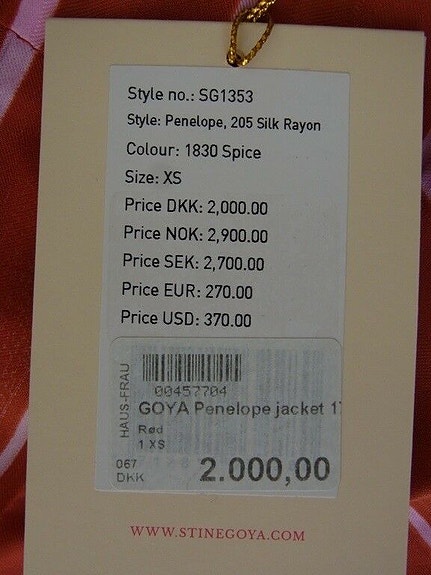 Style no.: SG1353
Style: Penelope, 205 Silk Rayon
Colour: 1830 Spice
Size: XS
Price DKK: 2,000.00
Price NOK: 2,900.00
Price SEK: 2,700.00
Price EUR: 270.00
Price USD: 370.00
HAUS-FRAU
00457704
GOYA Penelope jacket 17
Rød
1 XS
067
DKK
2.000,00
WWW.STINEGOYA.COM